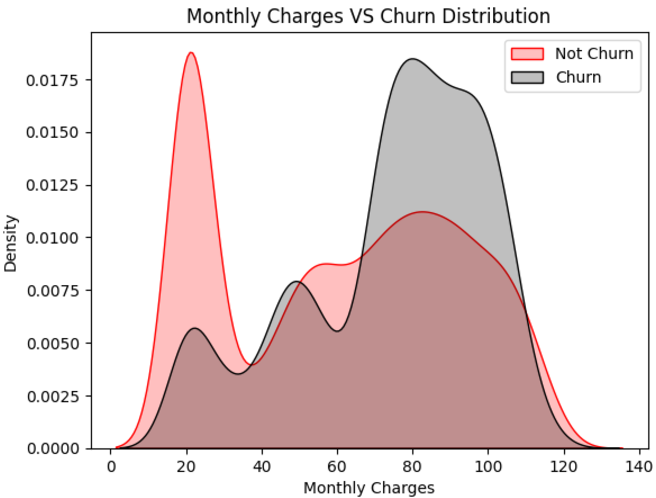 Monthly Charges VS Churn Distribution
Not Churn
Churn
Density
0.0175
0.0150
0.0125
0.0100
0.0075
0.0050
0.0025
0.0000
0 20 40 60 80 100 120 140
Monthly Charges